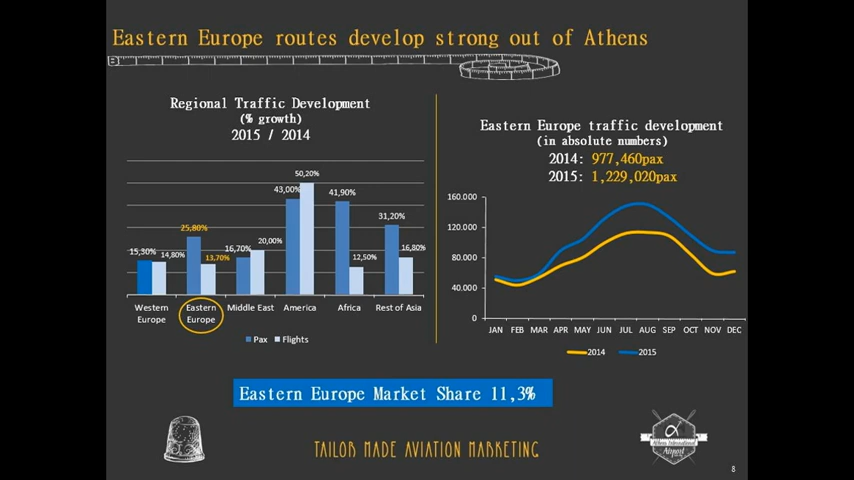 Eastern Europe routes develop strong out of Athens
Regional Traffic Development
(% growth)
2015 / 2014
50,20%
43,00%
41,90%
31,20%
25,80%
20,00%
16,70%
16,80%
15,30%
14,80%
13,70%
12,50%
Western Europe
Eastern Europe
Middle East
America
Africa
Rest of Asia
Pax
Flights
Eastern Europe traffic development
(in absolute numbers)
2014: 977,460pax
2015: 1,229,020pax
160.000
120.000
80.000
40.000
0
JAN FEB MAR APR MAY JUN JUL AUG SEP OCT NOV DEC
2014
2015
Eastern Europe Market Share 11,3%
TAILOR MADE AVIATION MARKETING
Athens International
Airport
8